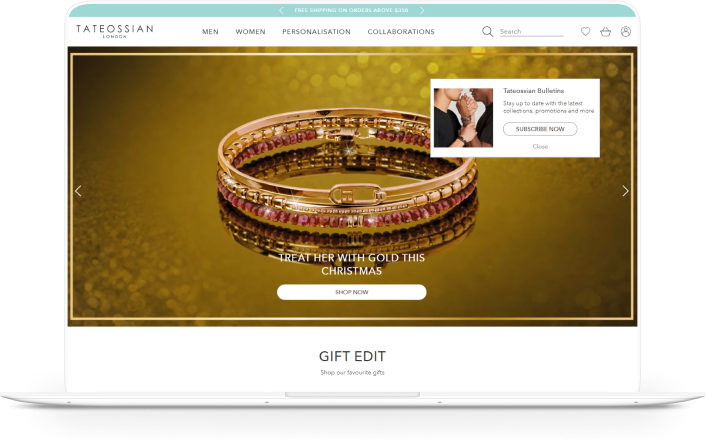 FREE SHIPPING ON ORDERS ABOVE $350
TATEOSSIAN
LONDON
MEN
WOMEN
PERSONALISATION
COLLABORATIONS
Search
Tateossian Bulletins
Stay up to date with the latest
collections, promotions and more
SUBSCRIBE NOW
Close
TREAT HER WITH GOLD THIS
CHRISTMAS
SHOP NOW
GIFT EDIT
Shop our favourite gifts